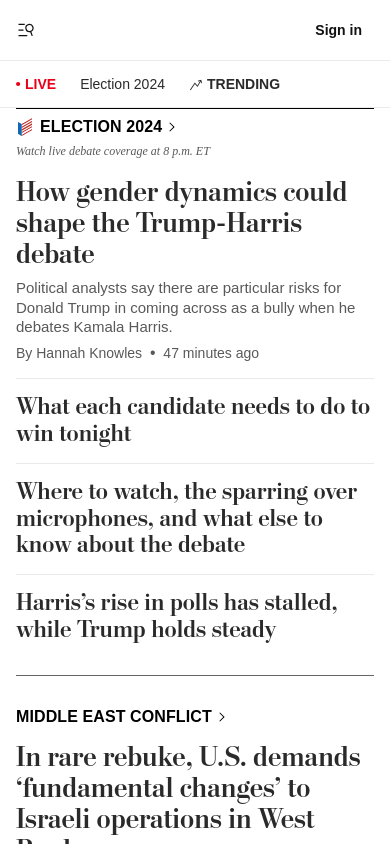 Sign in
• LIVE Election 2024 TRENDING
ELECTION 2024
Watch live debate coverage at 8 p.m. ET
How gender dynamics could
shape the Trump-Harris
debate
Political analysts say there are particular risks for
Donald Trump in coming across as a bully when he
debates Kamala Harris.
By Hannah Knowles • 47 minutes ago
What each candidate needs to do to
win tonight
Where to watch, the sparring over
microphones, and what else to
know about the debate
Harris’s rise in polls has stalled,
while Trump holds steady
MIDDLE EAST CONFLICT
In rare rebuke, U.S. demands
‘fundamental changes’ to
Israeli operations in West